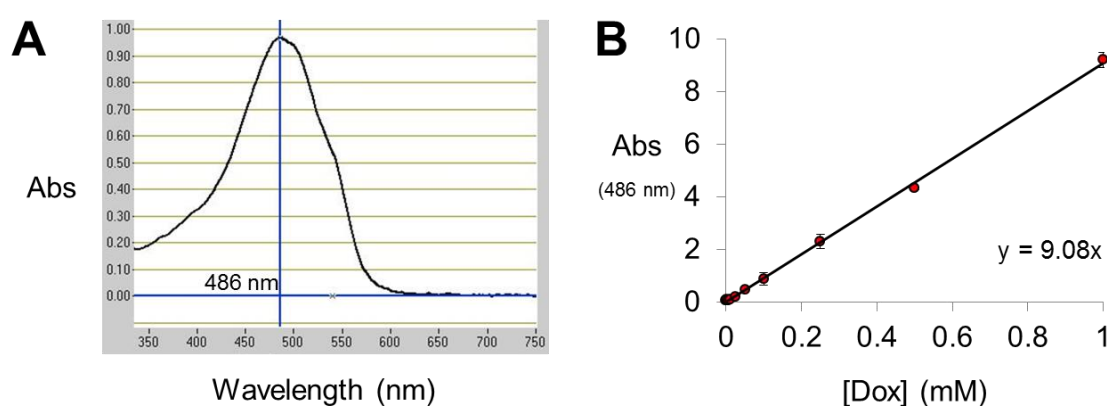 A
1.00
0.90
0.80
0.70
0.60
0.50
0.40
0.30
0.20
0.10
0.00
Abs
486 nm
350 400 450 500 550 600 650 700 750
Wavelength (nm)
B
10
8
6
4
2
0
Abs
(486 nm)
y = 9.08x
0 0.2 0.4 0.6 0.8 1
[Dox] (mM)